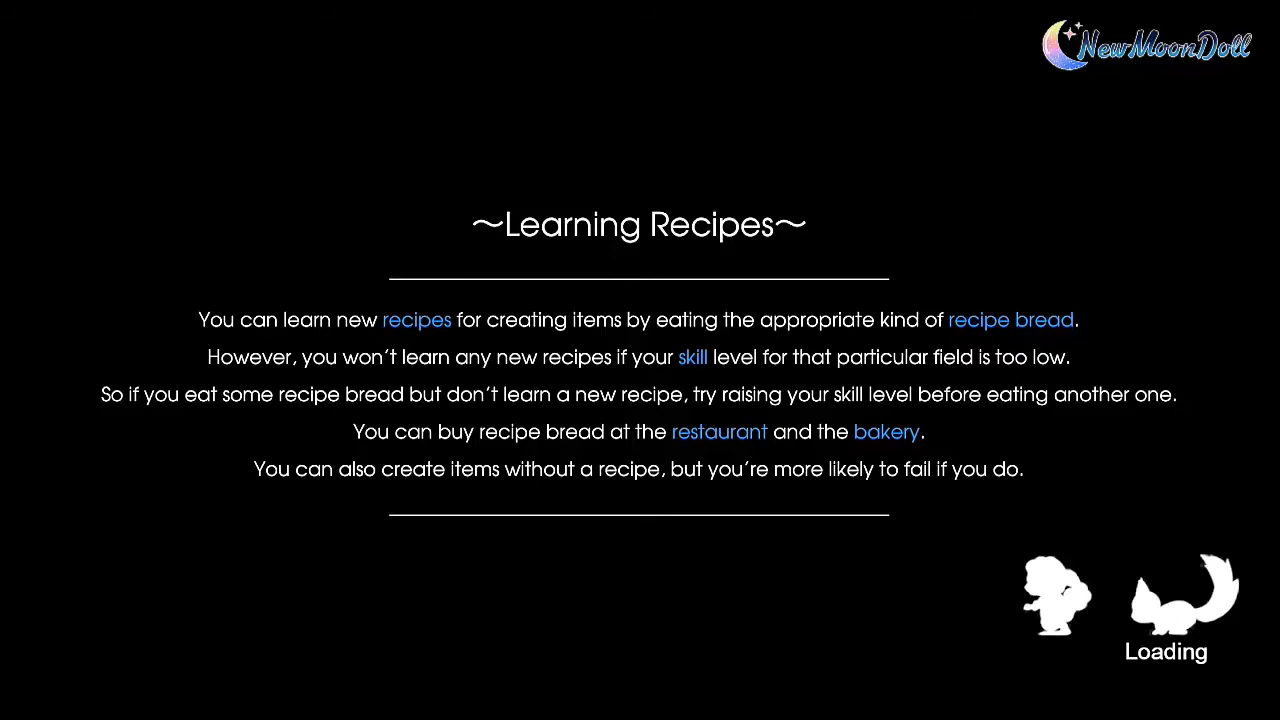 NewMoonDoll
～Learning Recipes～
You can learn new recipes for creating items by eating the appropriate kind of recipe bread.
However, you won't learn any new recipes if your skill level for that particular field is too low.
So if you eat some recipe bread but don't learn a new recipe, try raising your skill level before eating another one.
You can buy recipe bread at the restaurant and the bakery.
You can also create items without a recipe, but you're more likely to fail if you do.
Loading